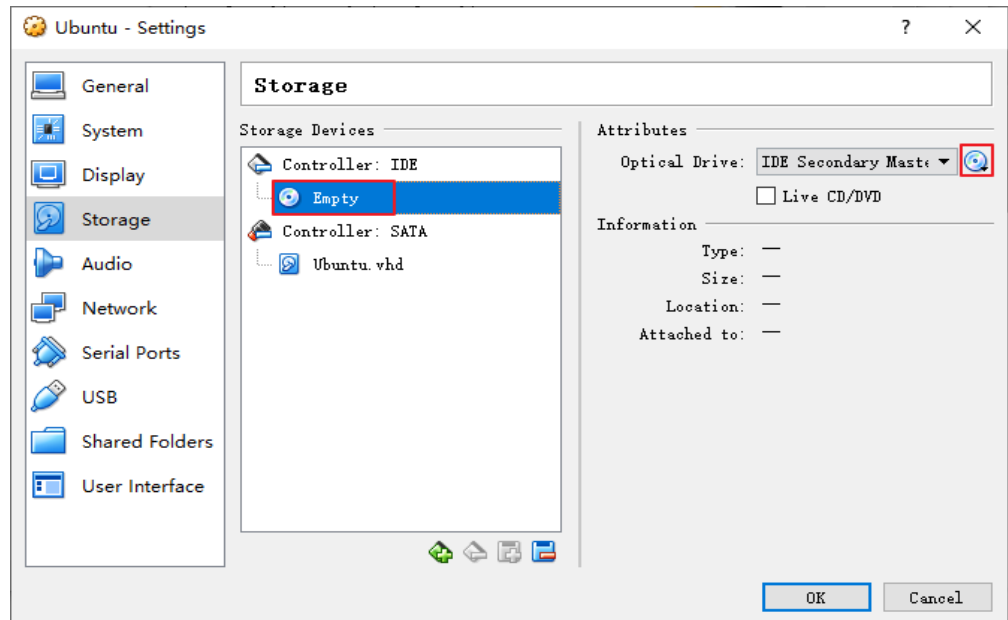 Ubuntu - Settings
?
General
System
Display
Storage
Audio
Network
Serial Ports
USB
Shared Folders
User Interface
Storage
Storage Devices
Controller: IDE
Empty
Controller: SATA
Ubuntu.vhd
Attributes
Optical Drive: IDE Secondary Maste
Live CD/DVD
Information
Type: —
Size: —
Location: —
Attached to: —
OK
Cancel